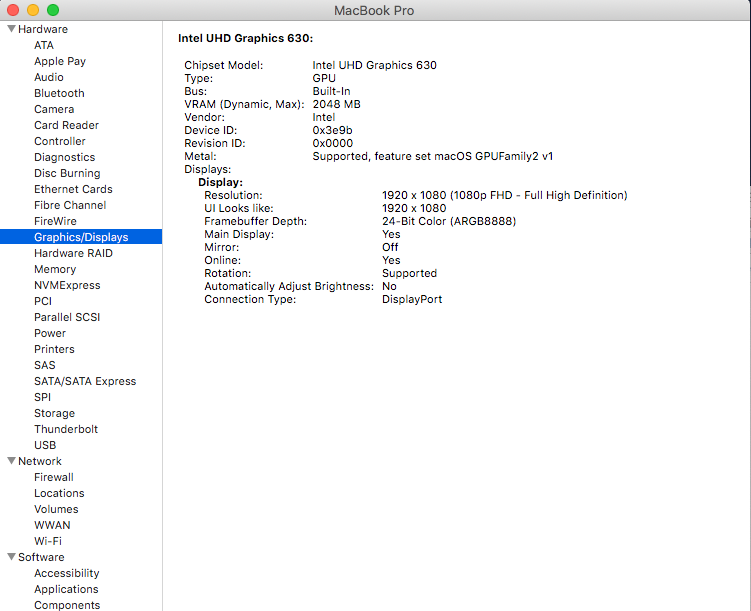 MacBook Pro
Hardware
ATA
Apple Pay
Audio
Bluetooth
Camera
Card Reader
Controller
Diagnostics
Disc Burning
Ethernet Cards
Fibre Channel
FireWire
Graphics/Displays
Hardware RAID
Memory
NVMExpress
PCI
Parallel SCSI
Power
Printers
SAS
SATA/SATA Express
SPI
Storage
Thunderbolt
USB
Network
Firewall
Locations
Volumes
WWAN
Wi-Fi
Software
Accessibility
Applications
Components
Intel UHD Graphics 630:
Chipset Model: Intel UHD Graphics 630
Type: GPU
Bus: Built-In
VRAM (Dynamic, Max): 2048 MB
Vendor: Intel
Device ID: 0x3e9b
Revision ID: 0x0000
Metal: Supported, feature set macOS GPUFamily2 v1
Displays:
Display:
Resolution: 1920 x 1080 (1080p FHD - Full High Definition)
UI Looks like: 1920 x 1080
Framebuffer Depth: 24-Bit Color (ARGB8888)
Main Display: Yes
Mirror: Off
Online: Yes
Rotation: Supported
Automatically Adjust Brightness: No
Connection Type: DisplayPort